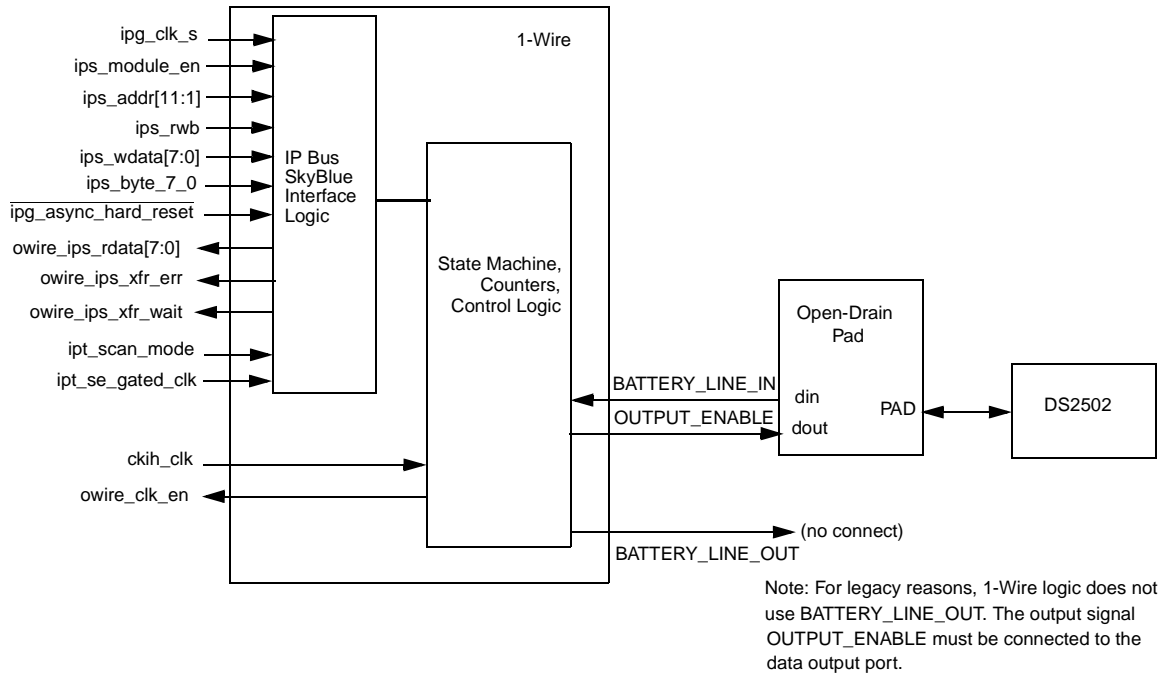 ipg_clk_s
1-Wire
ips_module_en
ips_addr[11:1]
ips_rwb
ips_wdata[7:0]
ips_byte_7_0
ipg_async_hard_reset
IP Bus
SkyBlue
Interface
Logic
owire_ips_rdata[7:0]
owire_ips_xfr_err
owire_ips_xfr_wait
ipt_scan_mode
ipt_se_gated_clk
State Machine,
Counters,
Control Logic
Open-Drain
Pad
BATTERY_LINE_IN
din
OUTPUT_ENABLE
dout
PAD
DS2502
ckih_clk
owire_clk_en
(no connect)
BATTERY_LINE_OUT
Note: For legacy reasons, 1-Wire logic does not
use BATTERY_LINE_OUT. The output signal
OUTPUT_ENABLE must be connected to the
data output port.